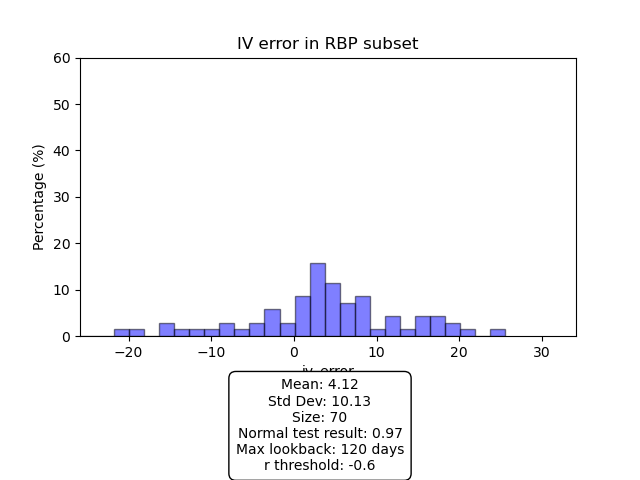 IV error in RBP subset
60
50
40
30
20
10
0
Percentage (%)
−20
−10
0
10
20
30
iv_error
Mean: 4.12
Std Dev: 10.13
Size: 70
Normal test result: 0.97
Max lookback: 120 days
r threshold: -0.6